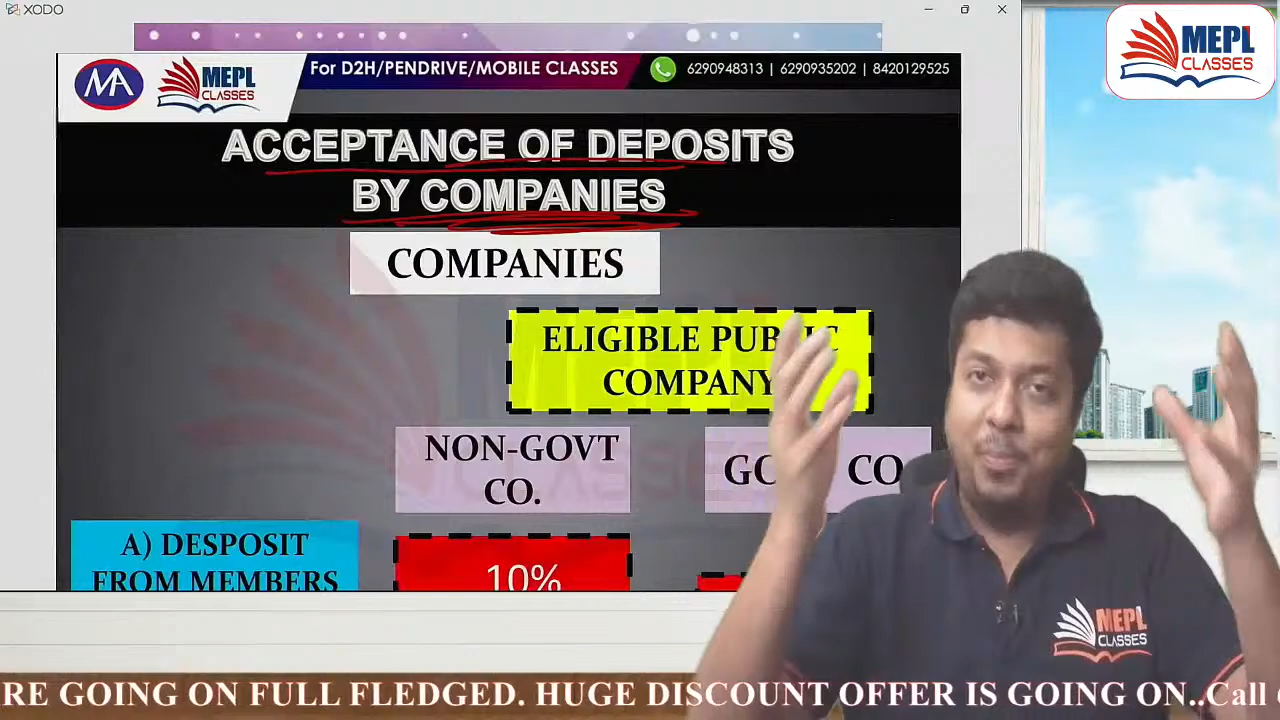 XODO
MEPL
CLASSES
MA
MEPL
CLASSES
For D2H/PENDRIVE/MOBILE CLASSES
6290948313 | 6290935202 | 8420129525
ACCEPTANCE OF DEPOSITS
BY COMPANIES
COMPANIES
ELIGIBLE PUBLIC
COMPANY
NON-GOVT
CO.
CO
A) DESPOSIT
FROM MEMBERS
10%
MEPL
CLASSES
RE GOING ON FULL FLEDGED. HUGE DISCOUNT OFFER IS GOING ON..Call